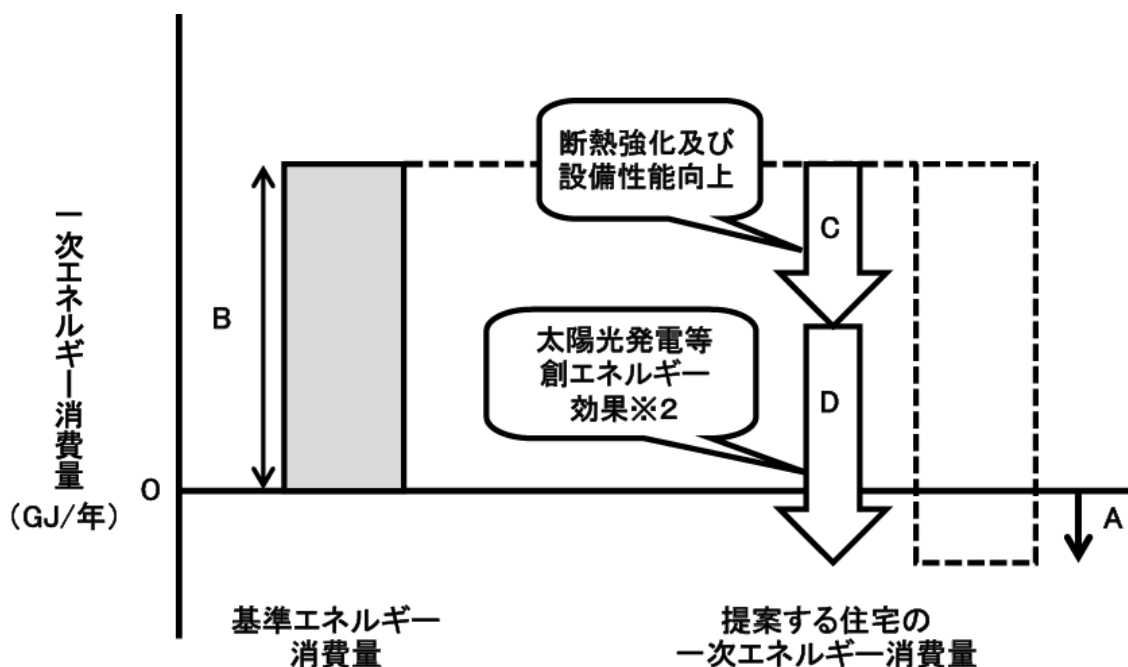 断熱強化及び
設備性能向上
C
B
太陽光発電等
創エネルギー
効果※2
D
一次エネルギー消費量
(GJ/年)
0
A
基準エネルギー
消費量
提案する住宅の
一次エネルギー消費量